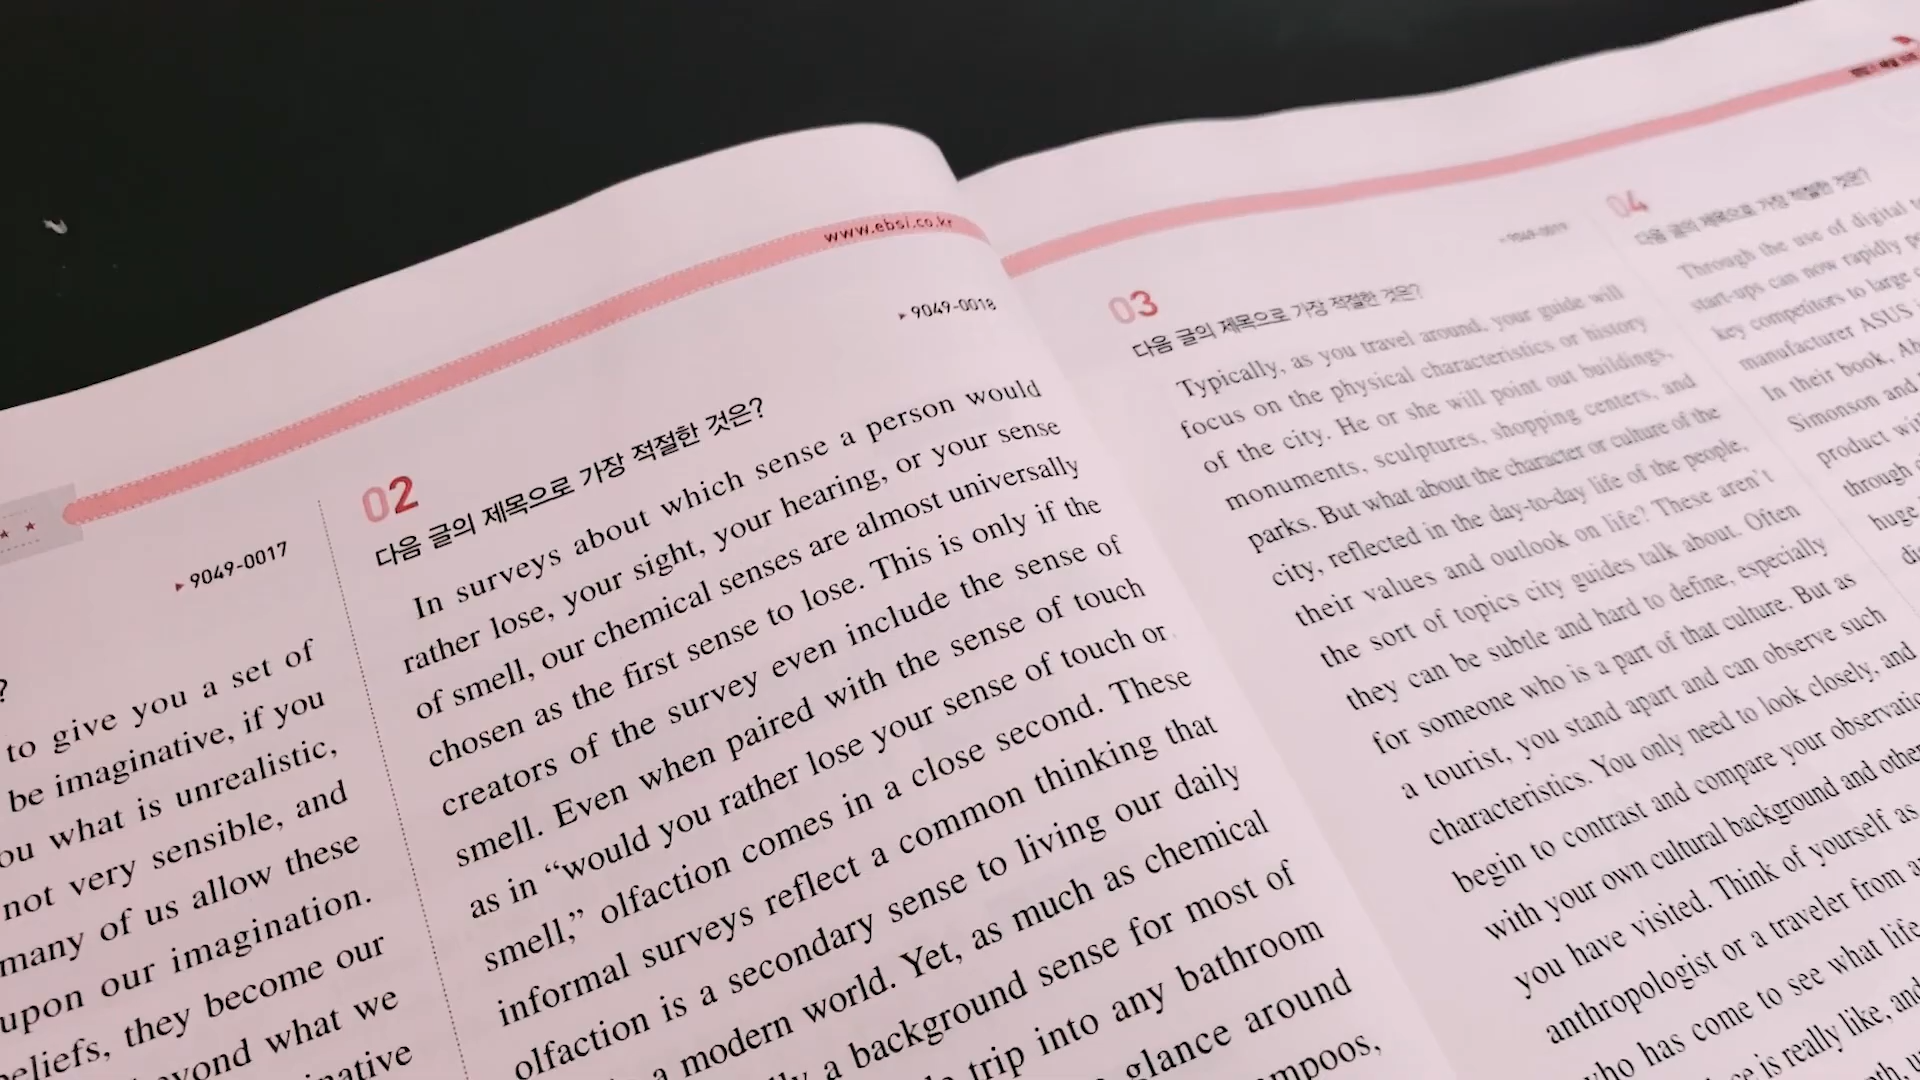 www.ebsi.co.kr
9049-0017
?
to give you a set of
be imaginative, if you
what is unrealistic,
not very sensible, and
many of us allow these
upon our imagination.
they become our
what we
02
9049-0018
다음 글의 제목으로 가장 적절한 것은?
In surveys about which sense a person would
rather lose, your sight, your hearing, or your sense
of smell, our chemical senses are almost universally
chosen as the first sense to lose. This is only if the
creators of the survey even include the sense of
smell. Even when paired with the sense of touch
as in “would you rather lose your sense of touch or
smell,” olfaction comes in a close second. These
informal surveys reflect a common thinking that
olfaction is a secondary sense to living our daily
a modern world. Yet, as much as chemical
a background sense for most of
trip into any bathroom
glance around
03
9049-0019
다음 글의 제목으로 가장 적절한 것은?
Typically, as you travel around, your guide will
focus on the physical characteristics or history
of the city. He or she will point out buildings,
monuments, sculptures, shopping centers, and
parks. But what about the character or culture of the
city, reflected in the day-to-day life of the people,
their values and outlook on life? These aren't
the sort of topics city guides talk about. Often
they can be subtle and hard to define, especially
for someone who is a part of that culture. But as
a tourist, you stand apart and can observe such
characteristics. You only need to look closely, and
begin to contrast and compare your
with your own cultural background and other
you have visited. Think of yourself as
anthropologist or a traveler from
has come to see what life
is really like, and
04
다음 글의 제목으로 가장 적절한 것은?
Through the use of digital
start-ups can now rapidly
key competitors to large
manufacturer ASUS
In their book,
Simonson and
product
through
huge